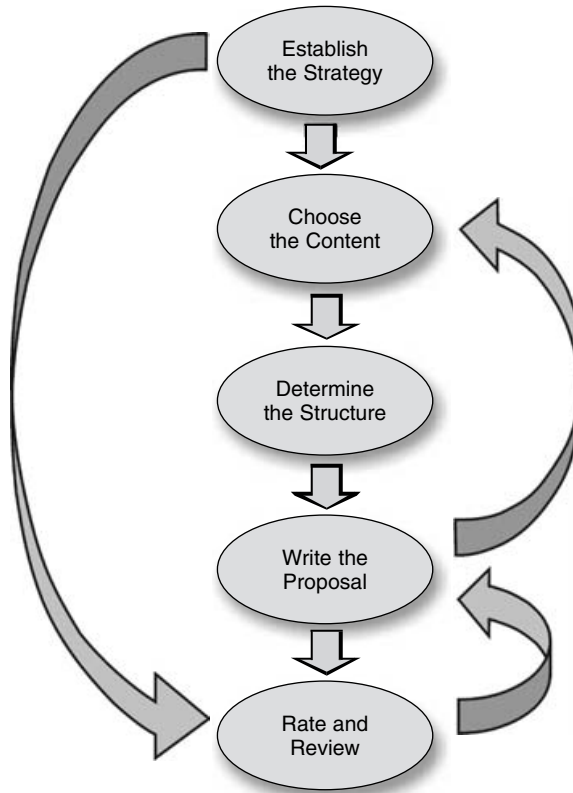 Establish
the Strategy
Choose
the Content
Determine
the Structure
Write the
Proposal
Rate and
Review